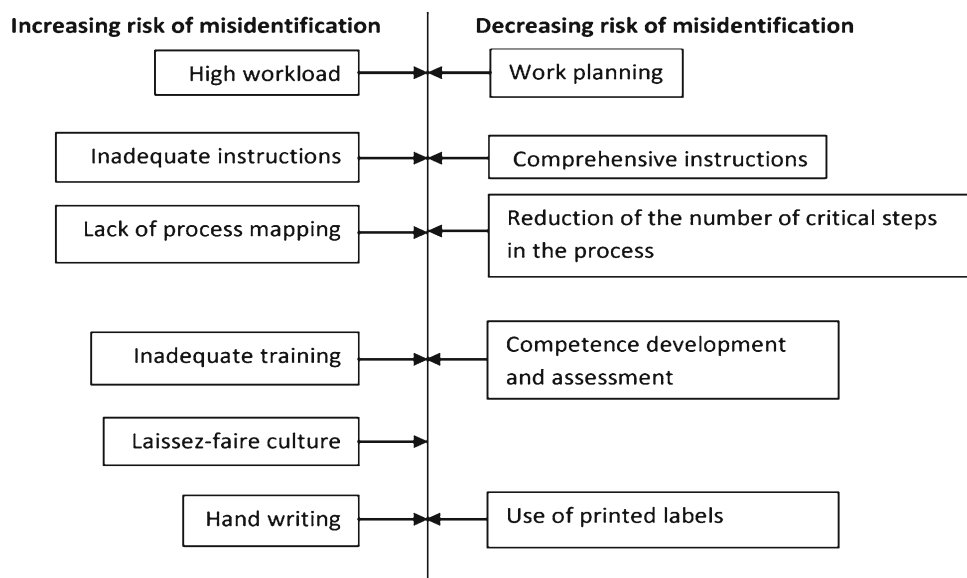 Increasing risk of misidentification
Decreasing risk of misidentification
High workload
Work planning
Inadequate instructions
Comprehensive instructions
Lack of process mapping
Reduction of the number of critical steps
in the process
Inadequate training
Competence development
and assessment
Laissez-faire culture
Hand writing
Use of printed labels